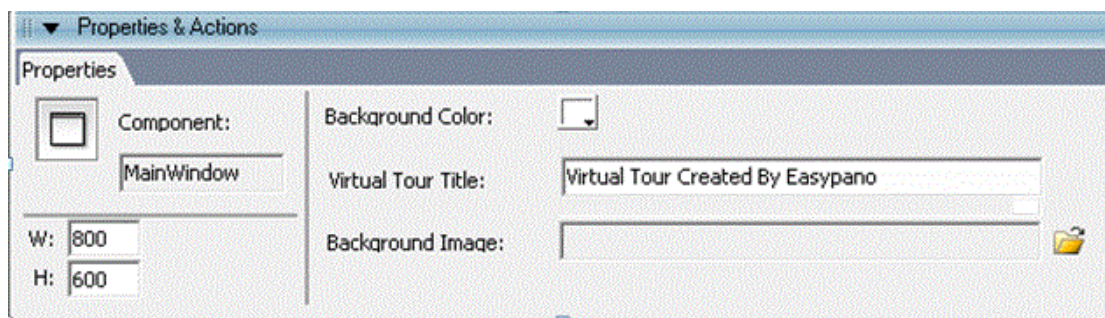 Properties & Actions
Properties
Component:
MainWindow
W: 800
H: 600
Background Color:
Virtual Tour Title: Virtual Tour Created By Easypano
Background Image: